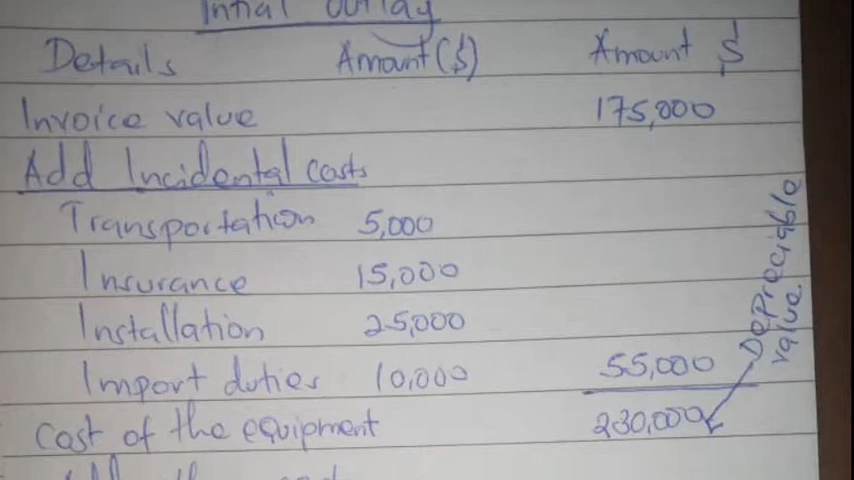 Initial Outlay
Details Amount($) Amount $
Invoice value 175,000
Add Incidental costs
Transportation 5,000
Insurance 15,000
Installation 25,000
Import duties 10,000 55,000
Cost of the equipment 230,000
Depreciable value